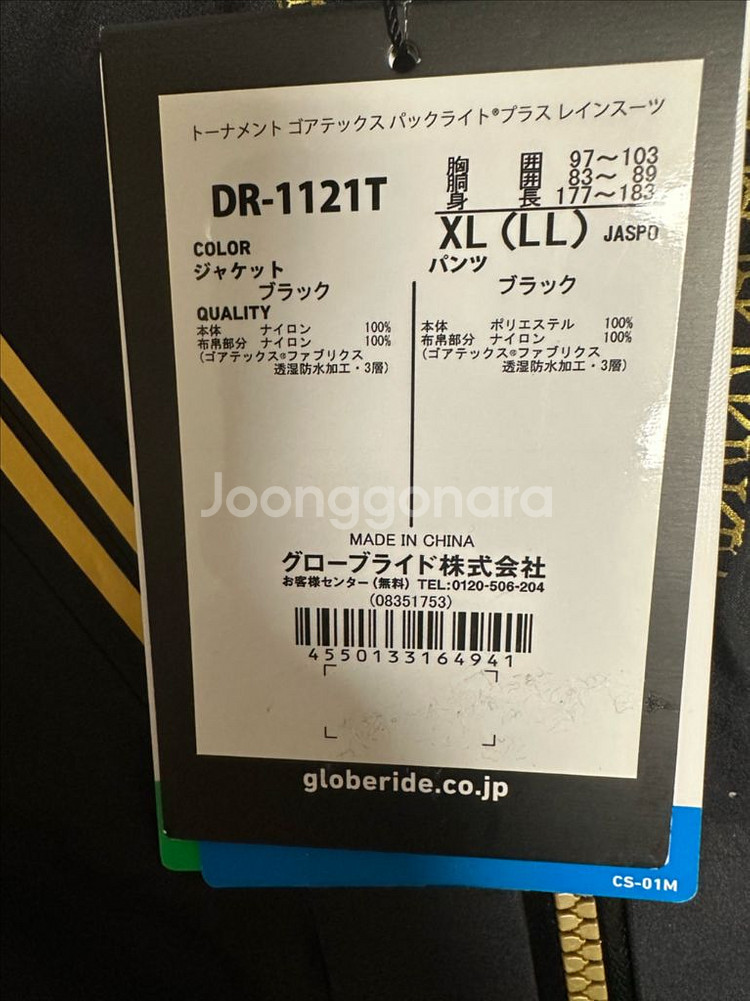 トーナメント ゴアテックス パックライト®プラス レインスーツ
DR-1121T
胸囲 97～103
胴囲 83～ 89
身長 177～183
XL (LL) JASPO
COLOR
ジャケット
ブラック
パンツ
ブラック
QUALITY
本体 ナイロン 100%
布帛部分 ナイロン 100%
(ゴアテックス®ファブリクス
透湿防水加工・3層)
本体 ポリエステル 100%
布帛部分 ナイロン 100%
(ゴアテックス®ファブリクス
透湿防水加工・3層)
Joonggonara
MADE IN CHINA
グローブライド株式会社
お客様センター(無料) TEL:0120-506-204
(08351753)
4550133164941
globeride.co.jp
CS-01M